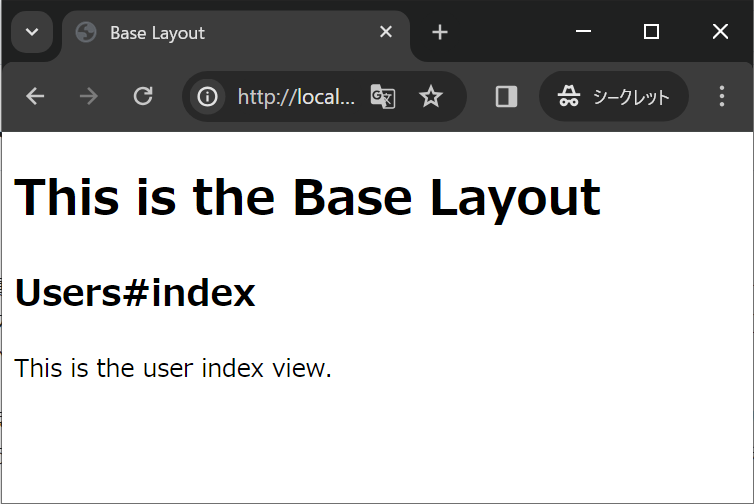 Base Layout
http://local...
シークレット
This is the Base Layout
Users#index
This is the user index view.